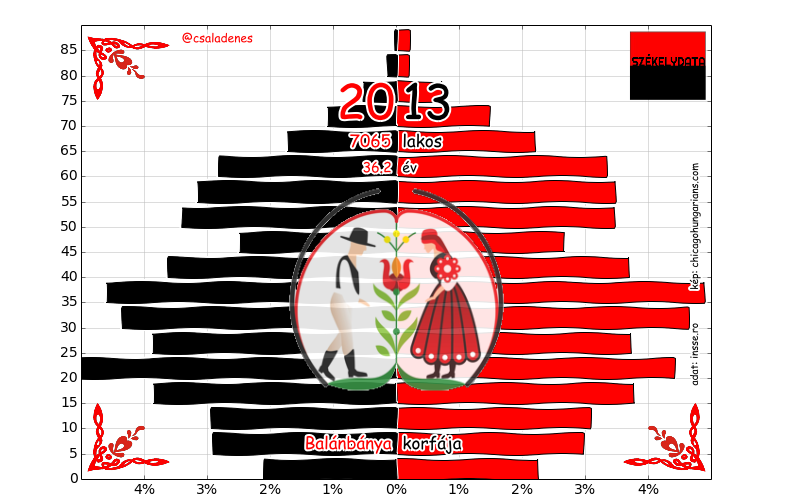 @csaladenes
SZÉKELYDATA
2013
7065 lakos
36,2 év
kép: chicagohungarians.com
adat: insse.ro
Balánbánya korfája
85
80
75
70
65
60
55
50
45
40
35
30
25
20
15
10
5
0
4% 3% 2% 1% 0% 1% 2% 3% 4%